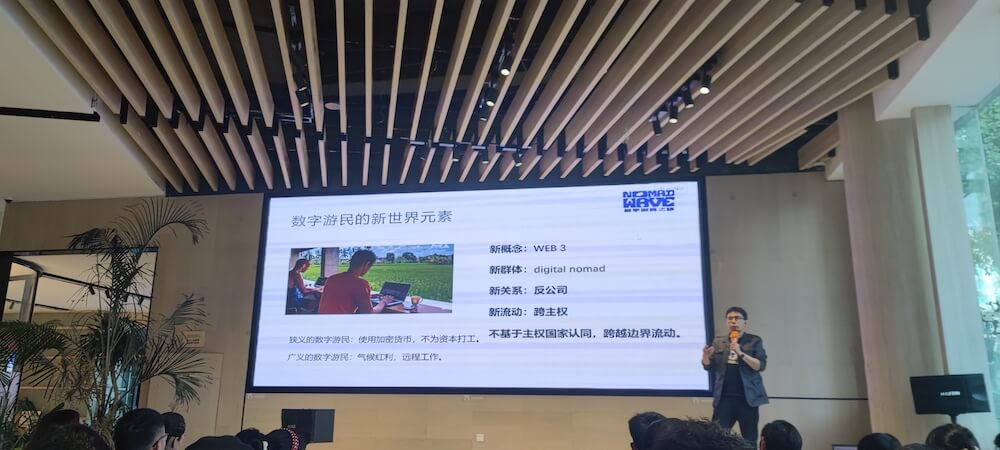 数字游民的新世界元素
NOMAD
WAVE
新概念：WEB 3
新群体：digital nomad
新关系：反公司
新流动：跨主权
不基于主权国家认同，跨越边界流动。
狭义的数字游民：使用加密货币，不为资本打工。
广义的数字游民：气候红利，远程工作。